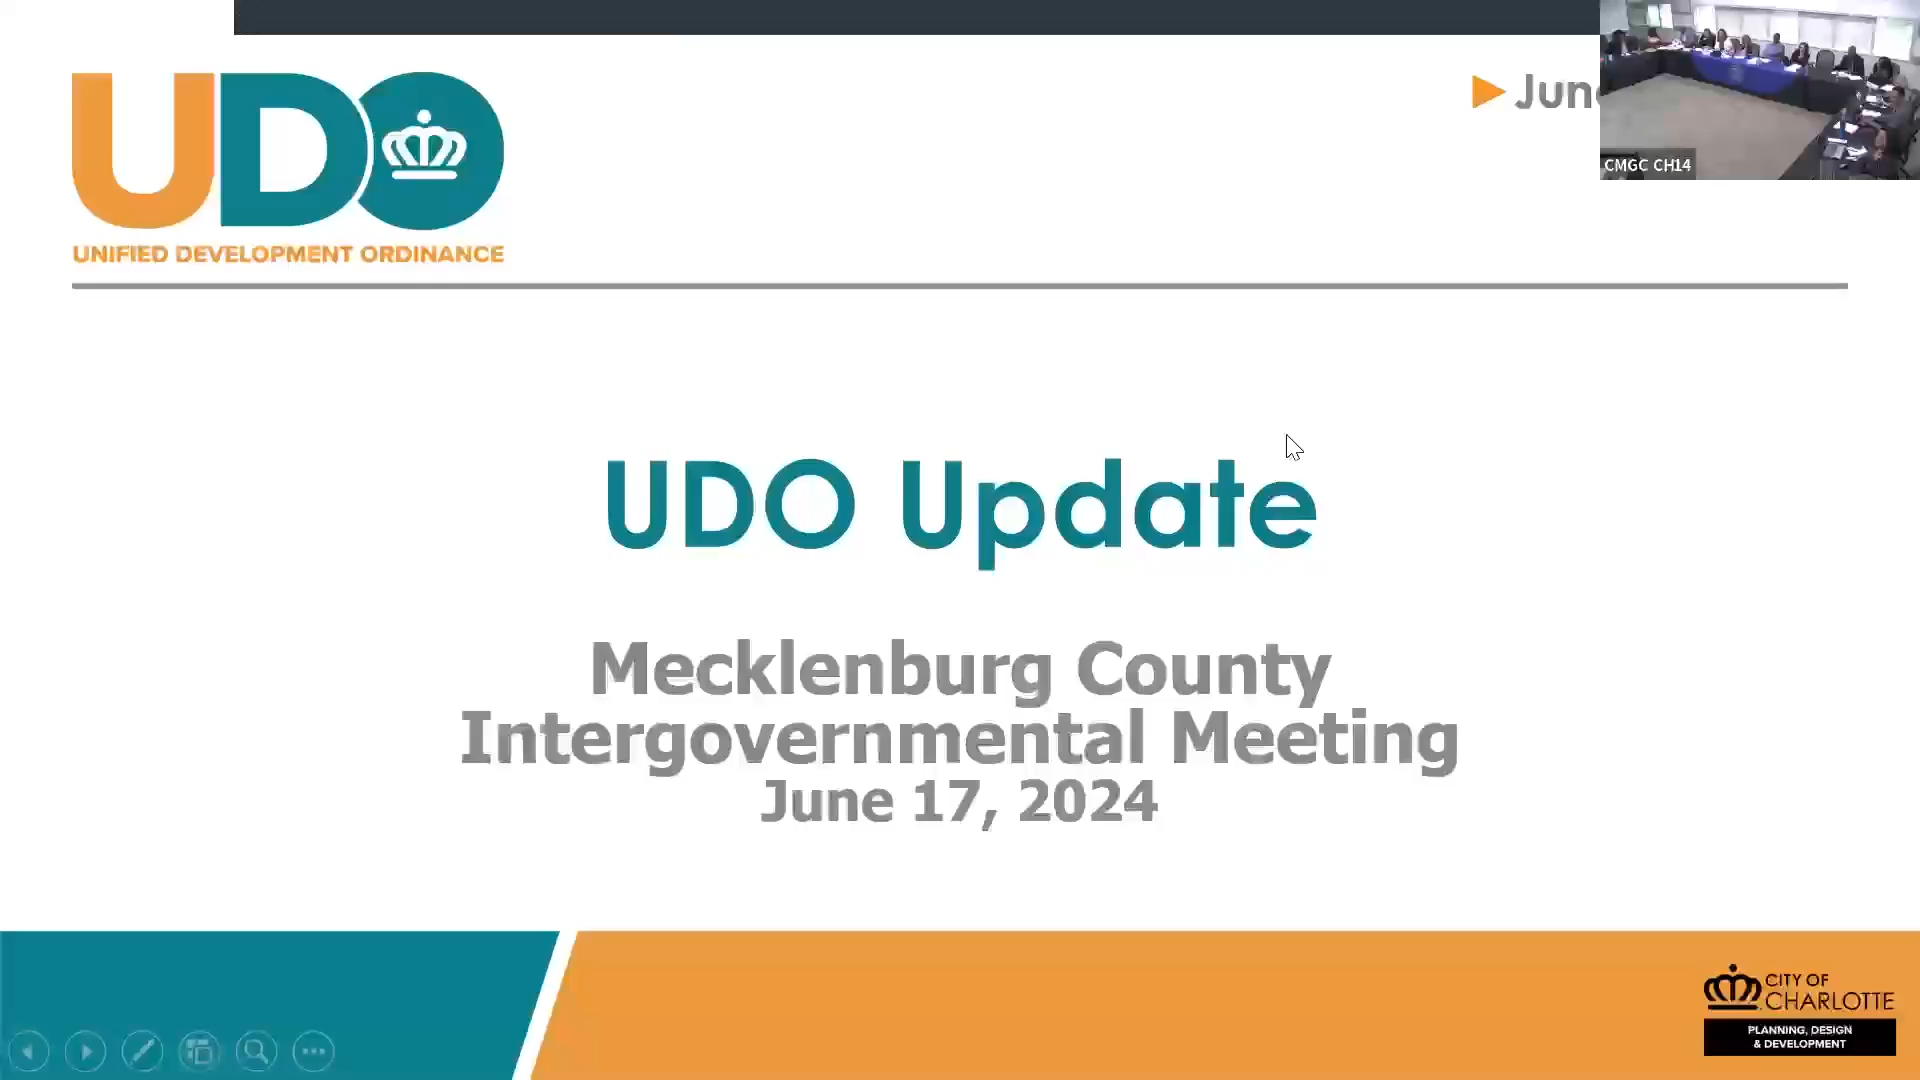 UDO
UNIFIED DEVELOPMENT ORDINANCE
June
CMGC CH14
UDO Update
Mecklenburg County
Intergovernmental Meeting
June 17, 2024
CITY OF
CHARLOTTE
PLANNING, DESIGN
& DEVELOPMENT